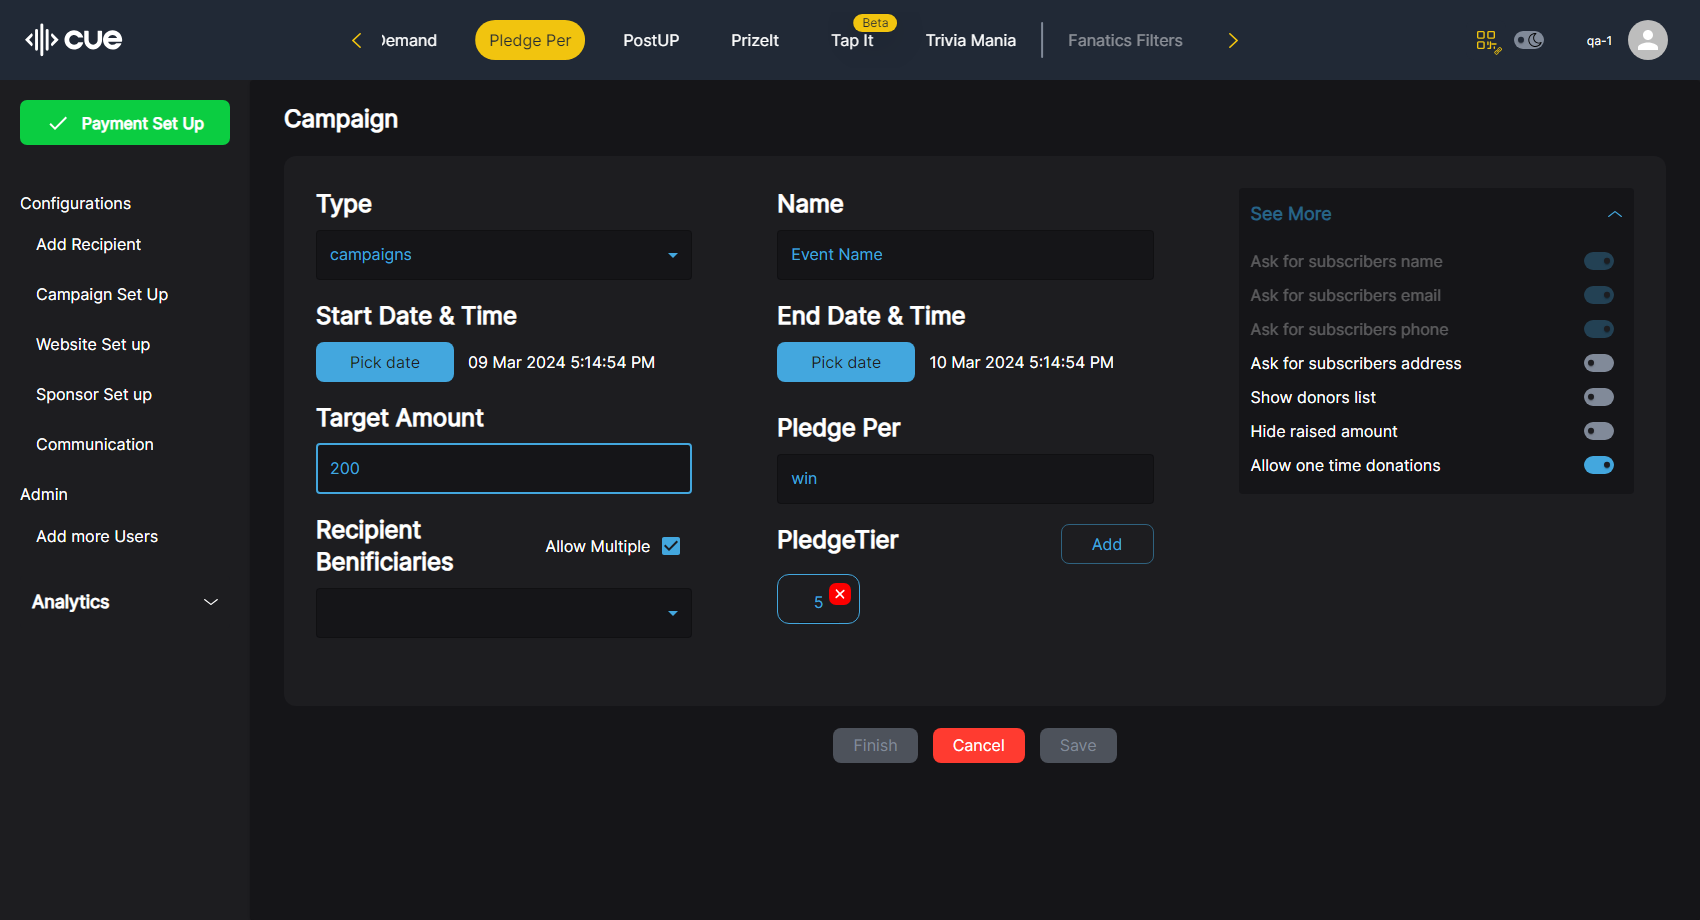 cue
Demand
Pledge Per
PostUP
PrizeIt
Beta
Tap It
Trivia Mania
Fanatics Filters
qa-1
Payment Set Up
Configurations
Add Recipient
Campaign Set Up
Website Set up
Sponsor Set up
Communication
Admin
Add more Users
Analytics
Campaign
Type
campaigns
Name
Event Name
Start Date & Time
Pick date 09 Mar 2024 5:14:54 PM
End Date & Time
Pick date 10 Mar 2024 5:14:54 PM
Target Amount
200
Pledge Per
win
Recipient
Benificiaries
Allow Multiple
PledgeTier
Add
5
See More
Ask for subscribers name
Ask for subscribers email
Ask for subscribers phone
Ask for subscribers address
Show donors list
Hide raised amount
Allow one time donations
Finish
Cancel
Save